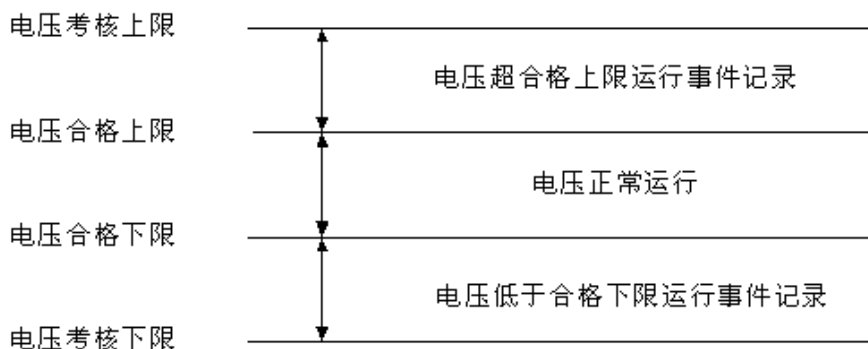 电压考核上限
电压超合格上限运行事件记录
电压合格上限
电压正常运行
电压合格下限
电压低于合格下限运行事件记录
电压考核下限